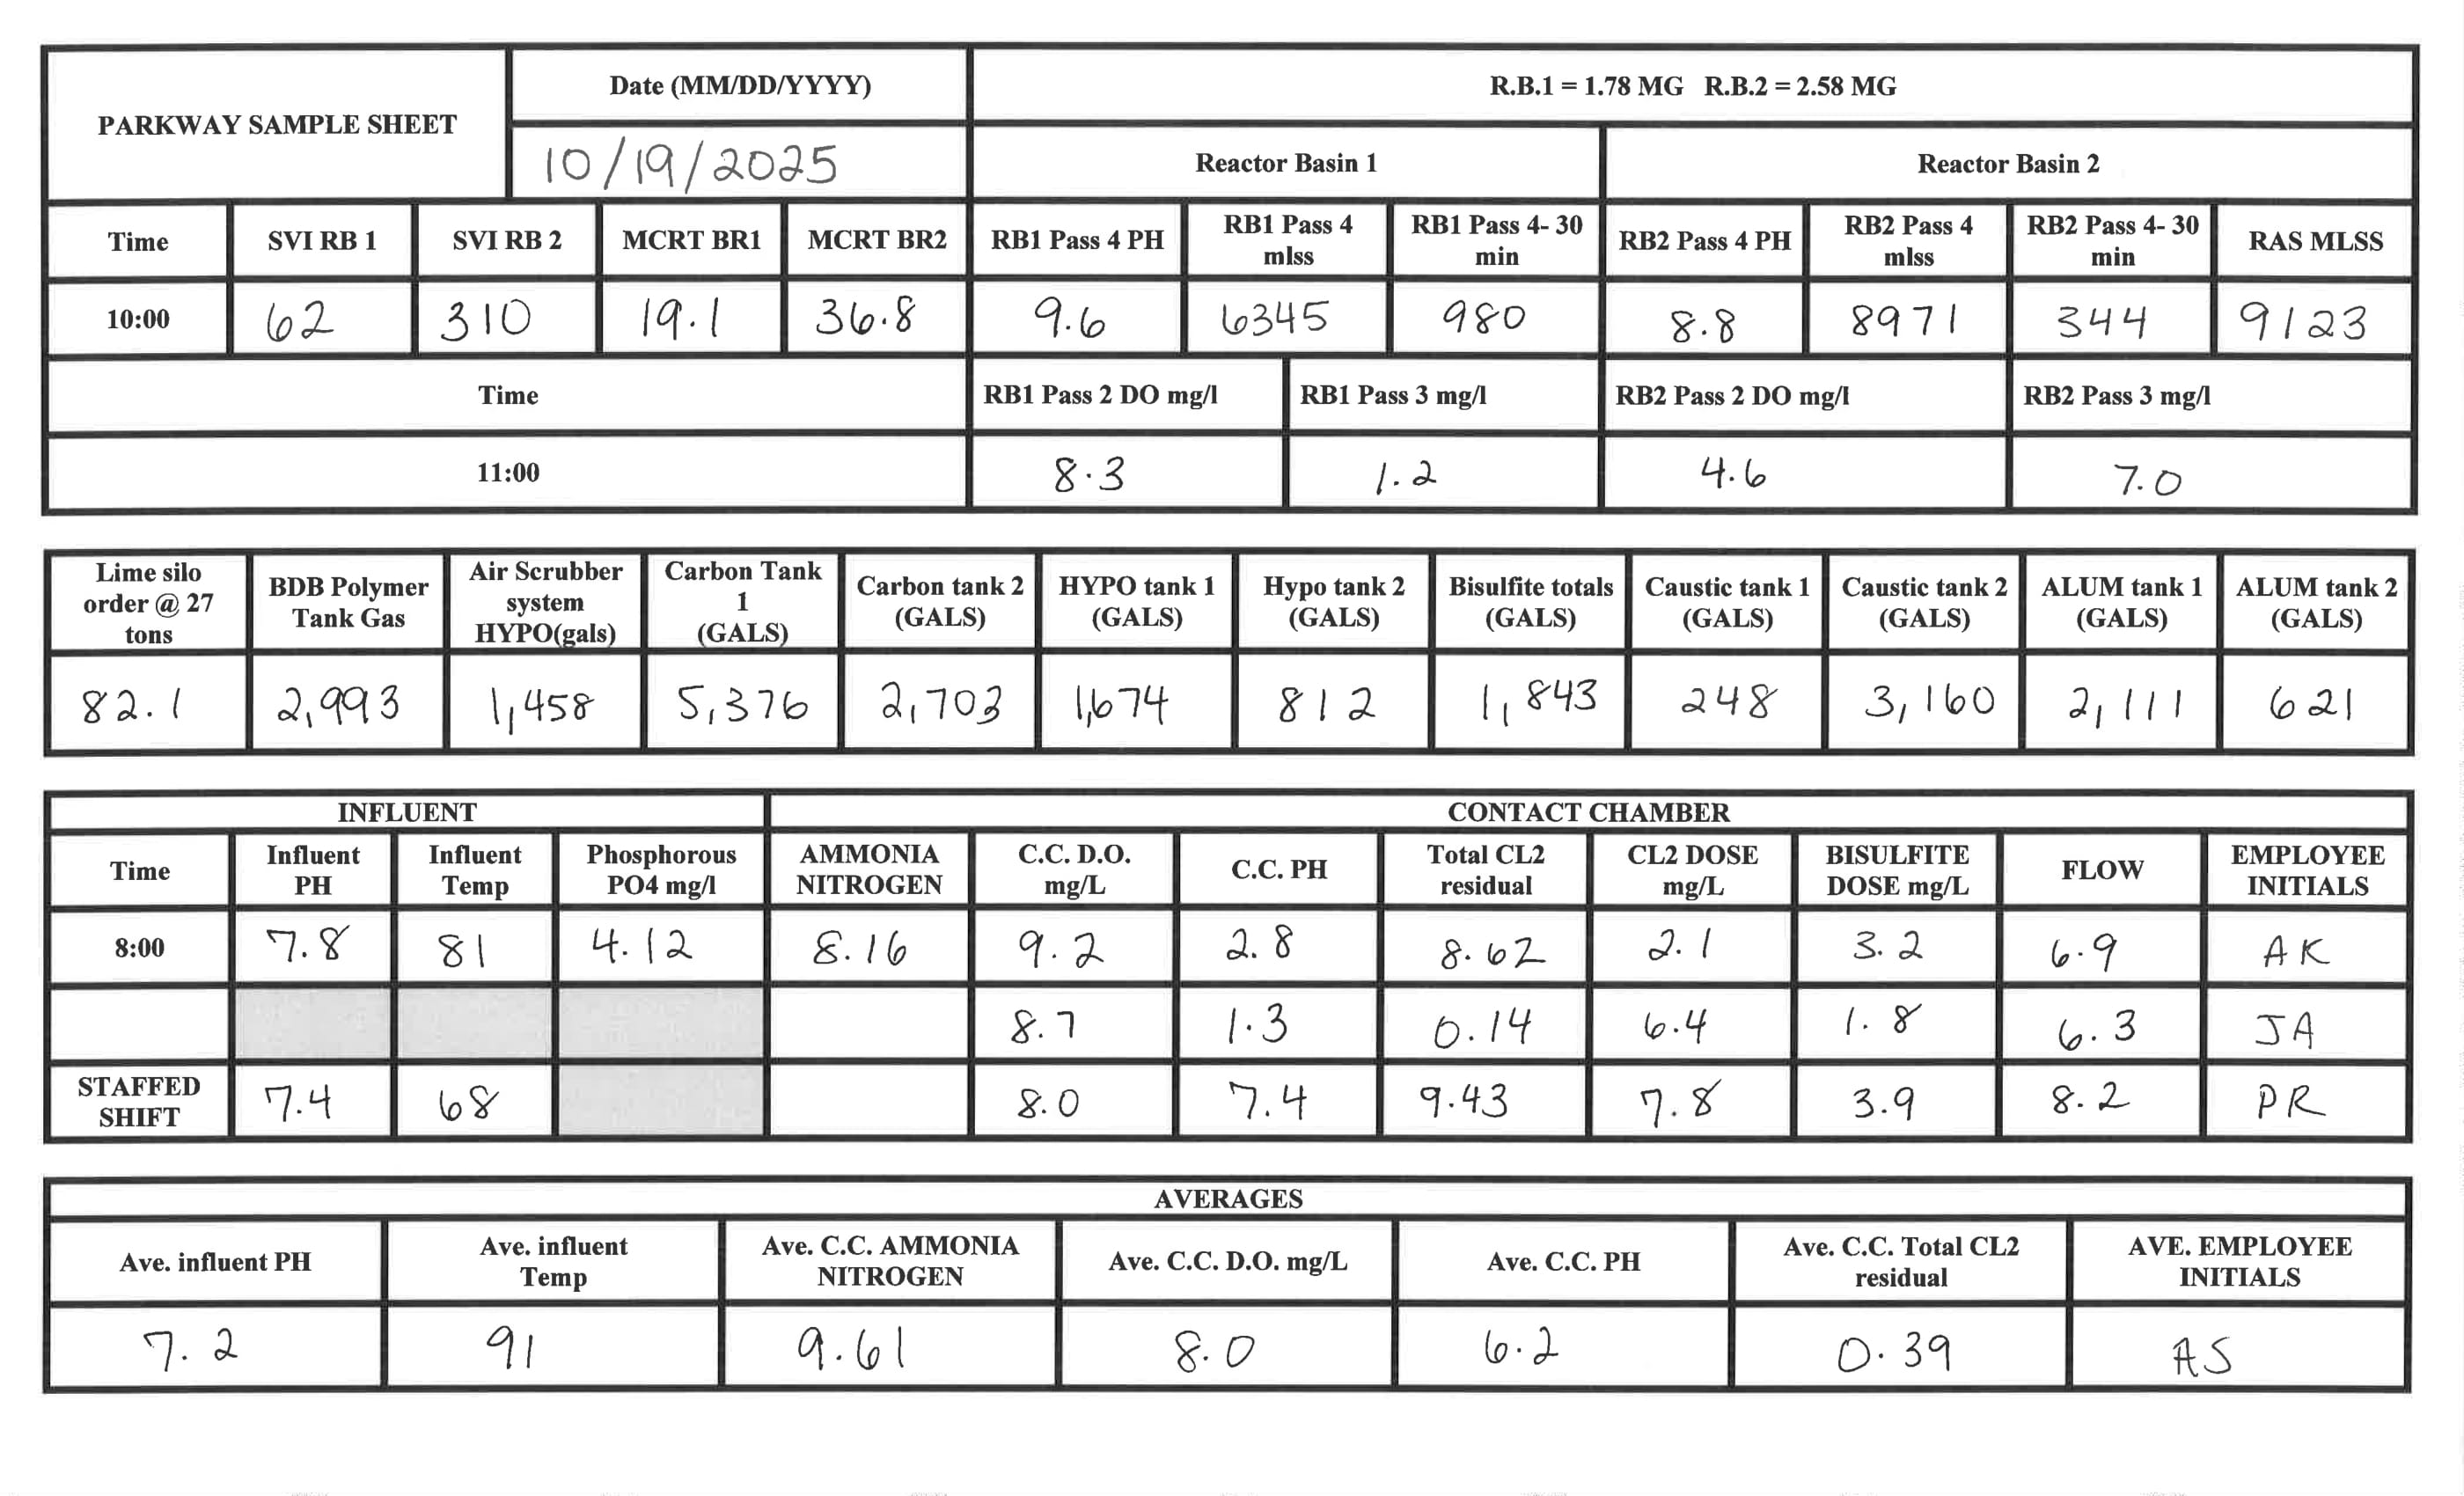 PARKWAY SAMPLE SHEET
Date (MM/DD/YYYY)
10/19/2025
R.B.1 = 1.78 MG R.B.2 = 2.58 MG
Reactor Basin 1 Reactor Basin 2
Time SVI RB 1 SVI RB 2 MCRT BR1 MCRT BR2 RB1 Pass 4 PH RB1 Pass 4 mlss RB1 Pass 4- 30 min RB2 Pass 4 PH RB2 Pass 4 mlss RB2 Pass 4- 30 min RAS MLSS
10:00 62 310 19.1 36.8 9.6 6345 980 8.8 8971 344 9123
Time RB1 Pass 2 DO mg/l RB1 Pass 3 mg/l RB2 Pass 2 DO mg/l RB2 Pass 3 mg/l
11:00 8.3 1.2 4.6 7.0
Lime silo order @ 27 tons BDB Polymer Tank Gas Air Scrubber system HYPO(gals) Carbon Tank 1 (GALS) Carbon tank 2 (GALS) HYPO tank 1 (GALS) Hypo tank 2 (GALS) Bisulfite totals (GALS) Caustic tank 1 (GALS) Caustic tank 2 (GALS) ALUM tank 1 (GALS) ALUM tank 2 (GALS)
82.1 2,993 1,458 5,376 2,703 1,674 812 1,843 248 3,160 2,111 621
INFLUENT CONTACT CHAMBER
Time Influent PH Influent Temp Phosphorous PO4 mg/l AMMONIA NITROGEN C.C. D.O. mg/L C.C. PH Total CL2 residual CL2 DOSE mg/L BISULFITE DOSE mg/L FLOW EMPLOYEE INITIALS
8:00 7.8 81 4.12 8.16 9.2 2.8 8.62 2.1 3.2 6.9 AK
8.7 1.3 0.14 6.4 1.8 6.3 JA
STAFFED SHIFT 7.4 68 8.0 7.4 9.43 7.8 3.9 8.2 PR
AVERAGES
Ave. influent PH Ave. influent Temp Ave. C.C. AMMONIA NITROGEN Ave. C.C. D.O. mg/L Ave. C.C. PH Ave. C.C. Total CL2 residual AVE. EMPLOYEE INITIALS
7.2 91 9.61 8.0 6.2 0.39 AS